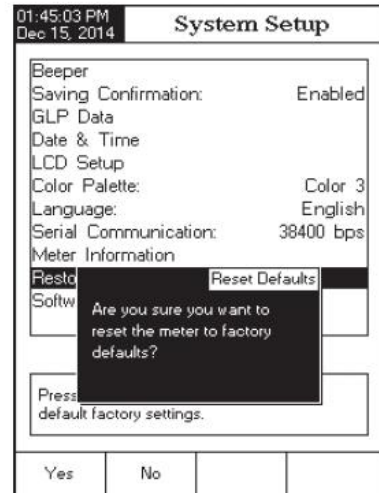 01:45:03 PM
Dec 15, 2014
System Setup
Beeper
Saving Confirmation: Enabled
GLP Data
Date & Time
LCD Setup
Color Palette: Color 3
Language: English
Serial Communication: 38400 bps
Meter Information
Resto
Reset Defaults
Softw
Are you sure you want to
reset the meter to factory
defaults?
Press
default factory settings.
Yes No